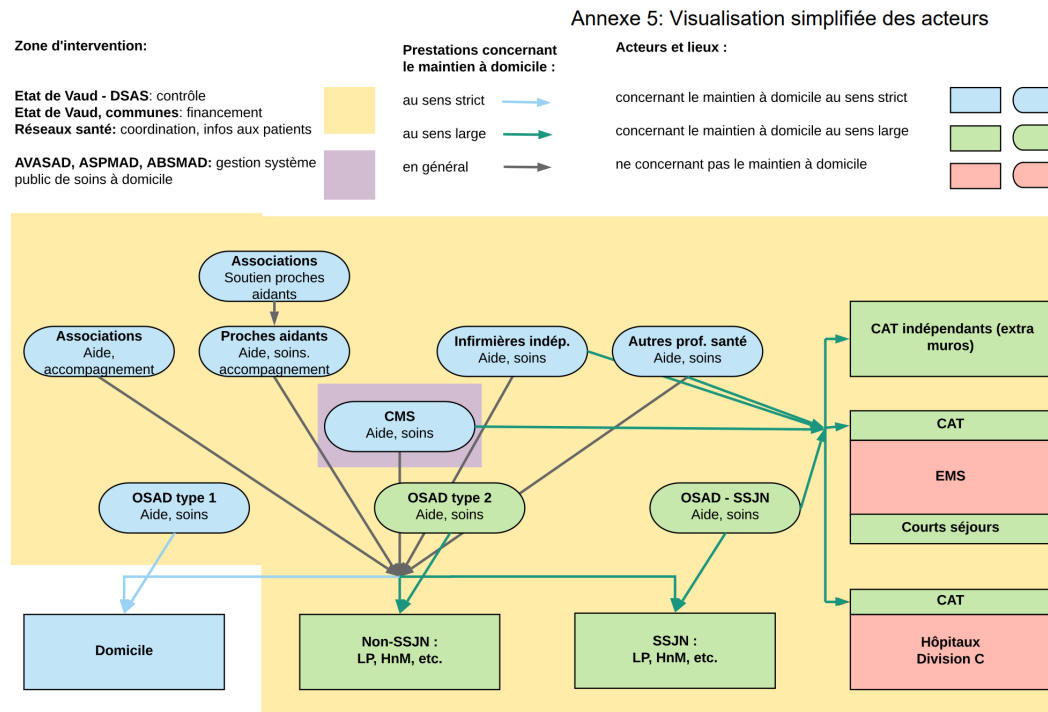 Annexe 5: Visualisation simplifiée des acteurs
Zone d'intervention:
Etat de Vaud - DSAS: contrôle
Etat de Vaud, communes: financement
Réseaux santé: coordination, infos aux patients
AVASAD, ASPMAD, ABSMAD: gestion système
public de soins à domicile
Prestations concernant
le maintien à domicile :
au sens strict
au sens large
en général
Acteurs et lieux :
concernant le maintien à domicile au sens strict
concernant le maintien à domicile au sens large
ne concernant pas le maintien à domicile
Associations
Soutien proches
aidants
Associations
Aide,
accompagnement
Proches aidants
Aide, soins.
accompagnement
Infirmières indép.
Aide, soins
Autres prof. santé
Aide, soins
CAT indépendants (extra
muros)
CMS
Aide, soins
CAT
EMS
Courts séjours
OSAD type 1
Aide, soins
OSAD type 2
Aide, soins
OSAD - SSJN
Aide, soins
CAT
Hôpitaux
Division C
Domicile
Non-SSJN :
LP, HnM, etc.
SSJN :
LP, HnM, etc.